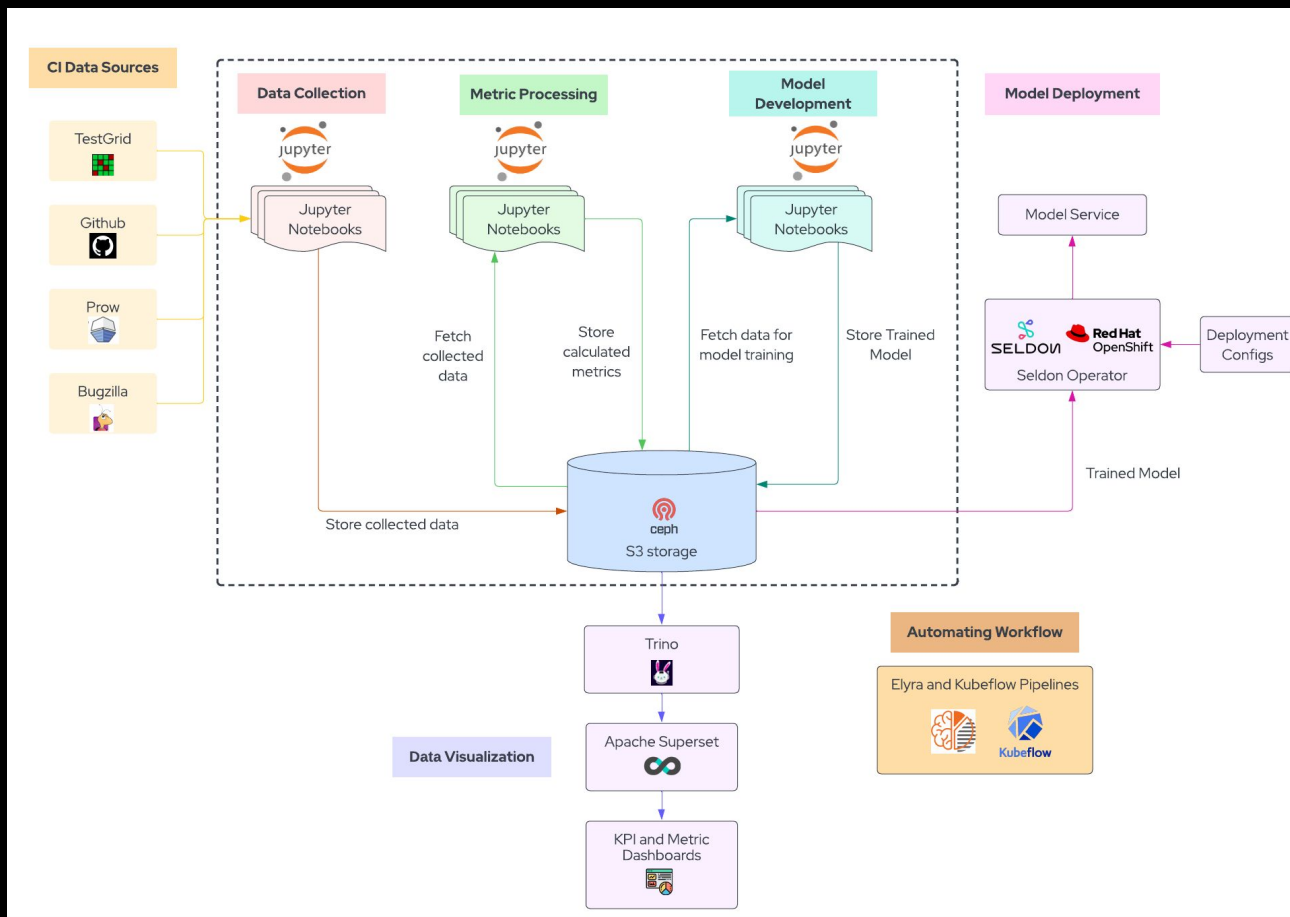 CI Data Sources
TestGrid
Github
Prow
Bugzilla
Data Collection
jupyter
Jupyter
Notebooks
Metric Processing
jupyter
Jupyter
Notebooks
Model
Development
jupyter
Jupyter
Notebooks
Fetch
collected
data
Store
calculated
metrics
Fetch data for
model training
Store Trained
Model
Store collected data
ceph
S3 storage
Model Deployment
Model Service
SELDON
Red Hat
OpenShift
Seldon Operator
Deployment
Configs
Trained Model
Trino
Data Visualization
Apache Superset
KPI and Metric
Dashboards
Automating Workflow
Elyra and Kubeflow Pipelines
Kubeflow